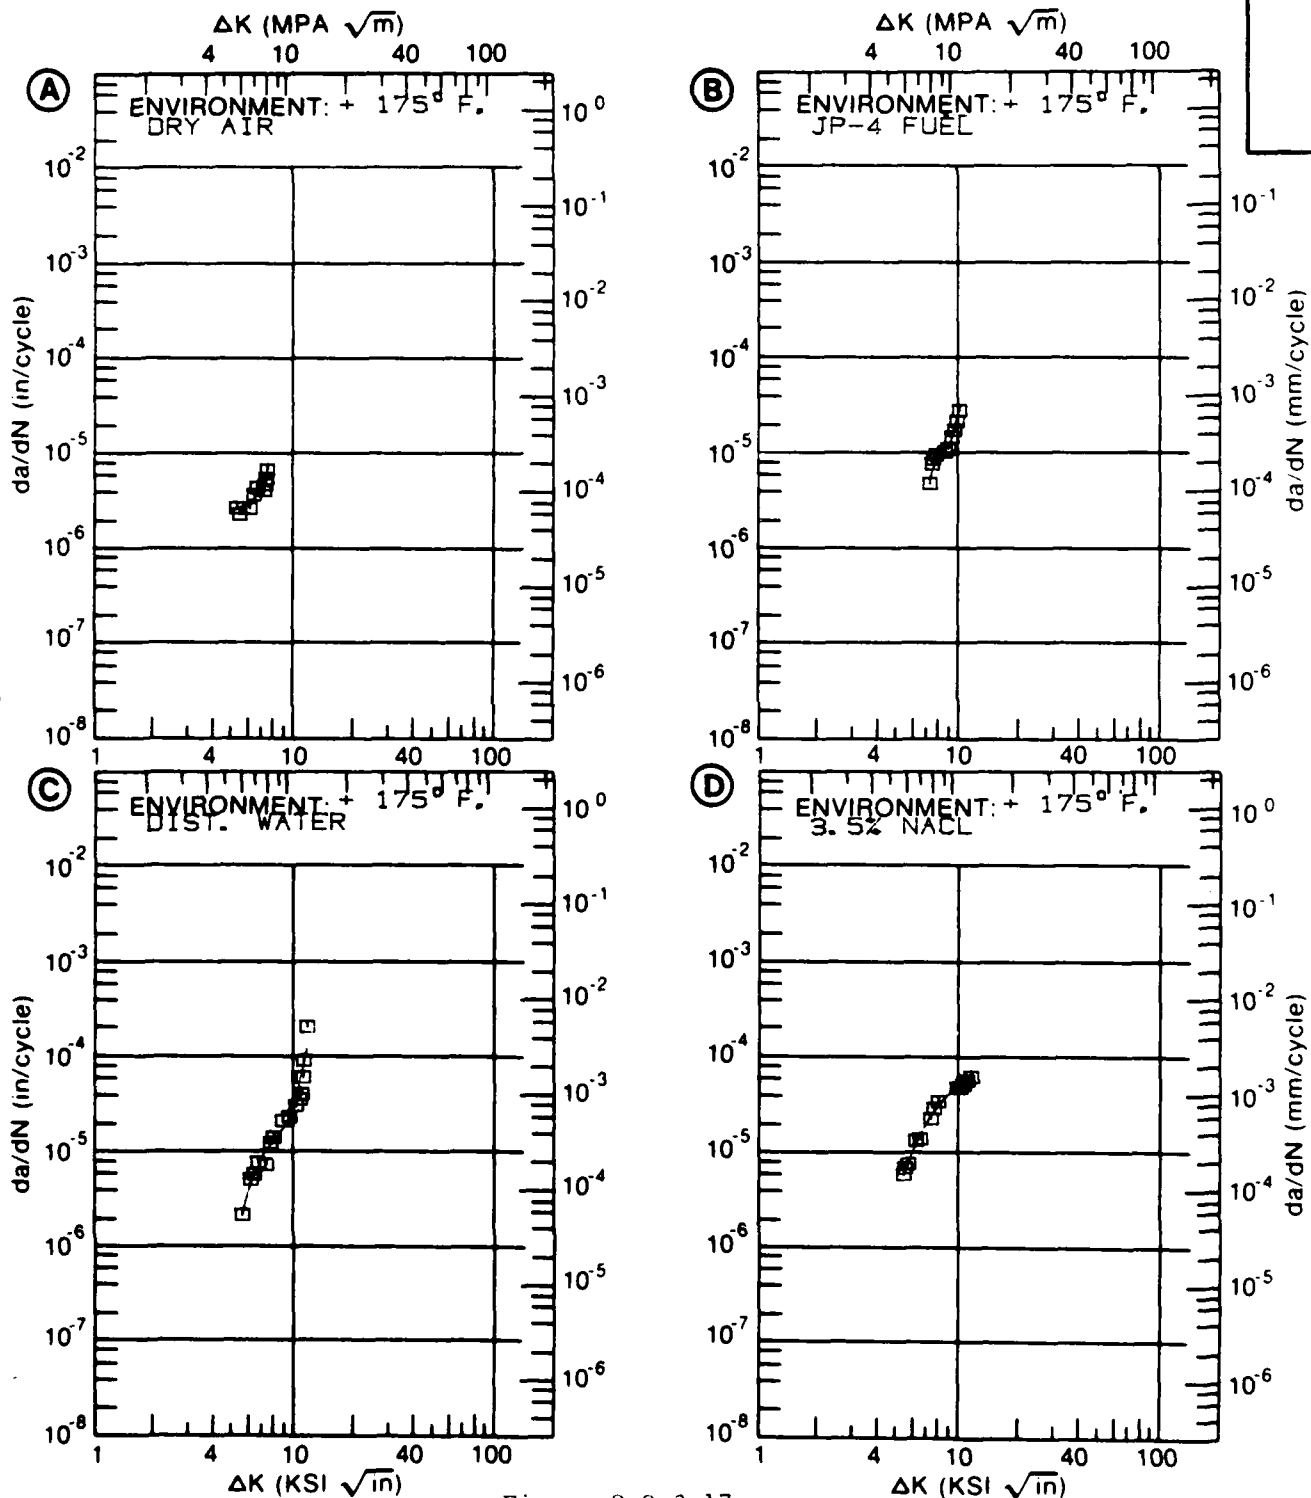 ΔK (MPA √m)
4 10 40 100
A
ENVIRONMENT: + 175° F.
DRY AIR
10^0
10^-1
10^-2
10^-3
10^-4
10^-5
10^-6
10^-2
10^-3
10^-4
10^-5
10^-6
10^-7
10^-8
da/dN (in/cycle)
1 4 10 40 100
ΔK (MPA √m)
4 10 40 100
B
ENVIRONMENT: + 175° F.
JP-4 FUEL
10^-2
10^-3
10^-4
10^-5
10^-6
10^-7
10^-8
10^-1
10^-2
10^-3
10^-4
10^-5
10^-6
da/dN (mm/cycle)
1 4 10 40 100
C
ENVIRONMENT: + 175° F.
DIST. WATER
10^0
10^-1
10^-2
10^-3
10^-4
10^-5
10^-6
10^-2
10^-3
10^-4
10^-5
10^-6
10^-7
10^-8
da/dN (in/cycle)
1 4 10 40 100
ΔK (KSI √in)
D
ENVIRONMENT: + 175° F.
3.5% NACL
10^0
10^-1
10^-2
10^-3
10^-4
10^-5
10^-6
10^-2
10^-3
10^-4
10^-5
10^-6
10^-7
10^-8
da/dN (mm/cycle)
1 4 10 40 100
ΔK (KSI √in)